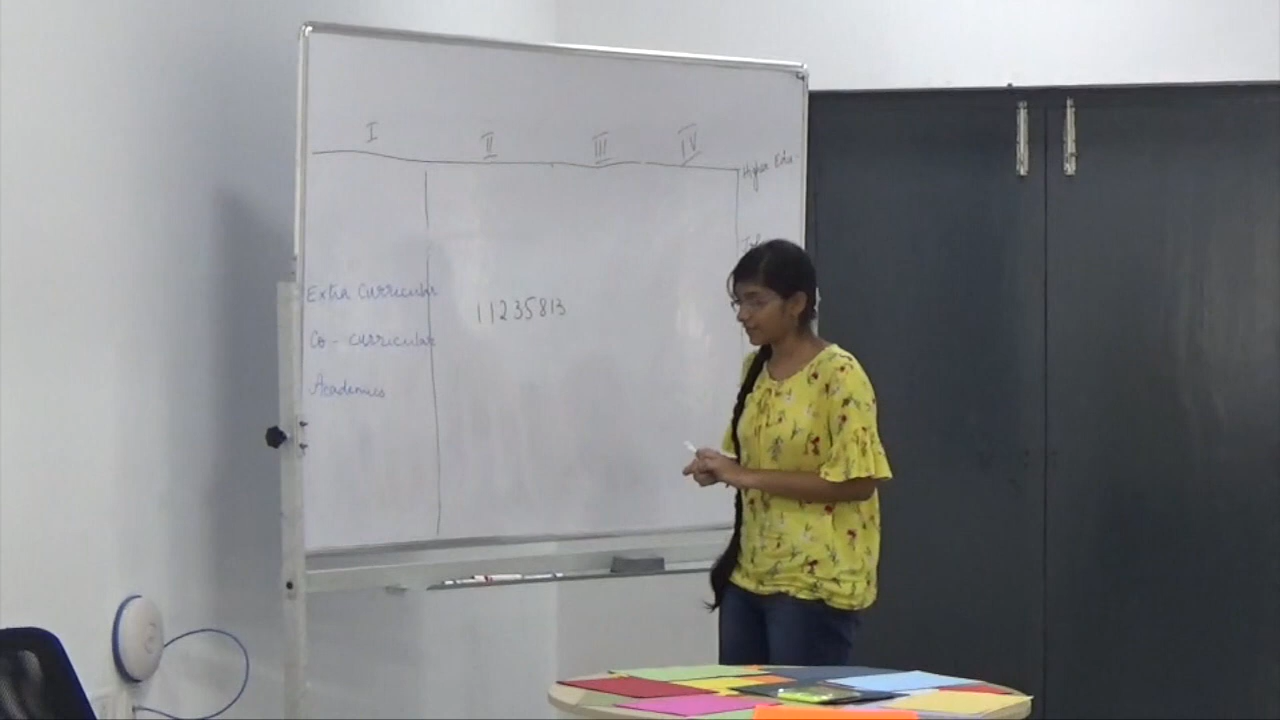 I II III IV
Higher Edu.
Extra curricular
11235813
Co - curricular
Academics